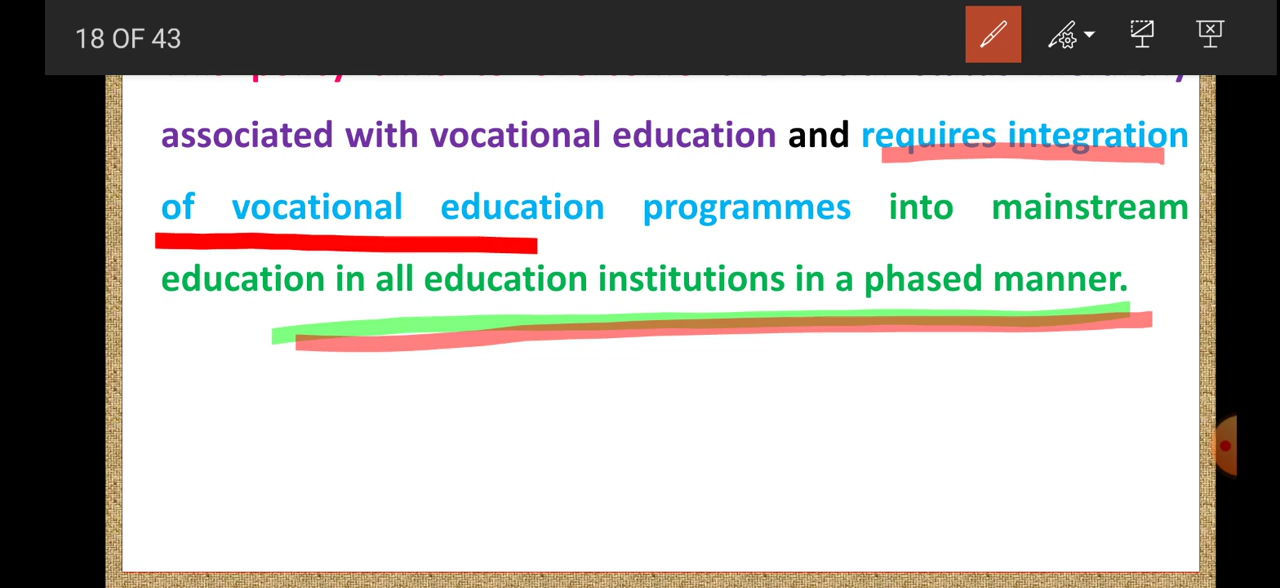 18 OF 43
associated with vocational education and requires integration
of vocational education programmes into mainstream
education in all education institutions in a phased manner.